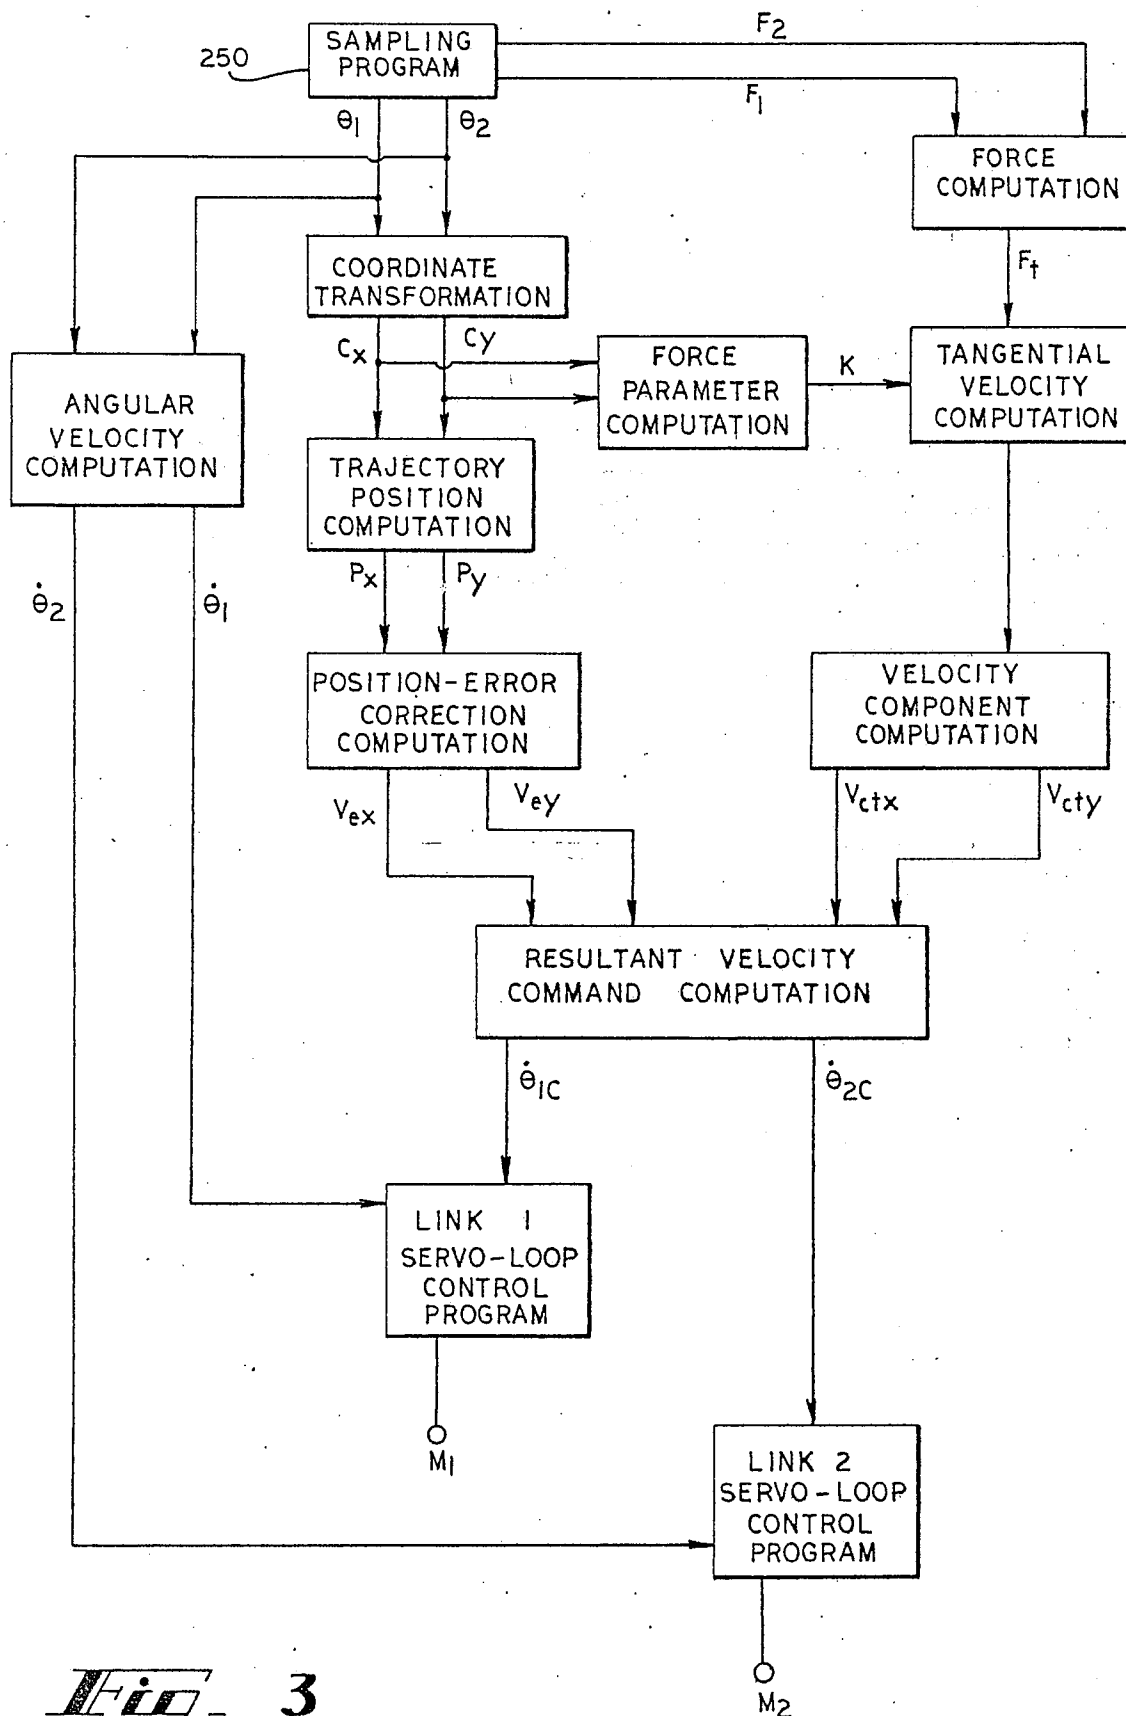 SAMPLING
PROGRAM
250
F2
F1
θ1
θ2
FORCE
COMPUTATION
Ft
COORDINATE
TRANSFORMATION
Cx
Cy
FORCE
PARAMETER
COMPUTATION
K
TANGENTIAL
VELOCITY
COMPUTATION
ANGULAR
VELOCITY
COMPUTATION
TRAJECTORY
POSITION
COMPUTATION
Px
Py
θ̇2
θ̇1
POSITION-ERROR
CORRECTION
COMPUTATION
VELOCITY
COMPONENT
COMPUTATION
Vex
Vey
Vctx
Vcty
RESULTANT VELOCITY
COMMAND COMPUTATION
θ̇1C
θ̇2C
LINK 1
SERVO-LOOP
CONTROL
PROGRAM
M1
LINK 2
SERVO-LOOP
CONTROL
PROGRAM
M2
Fig. 3